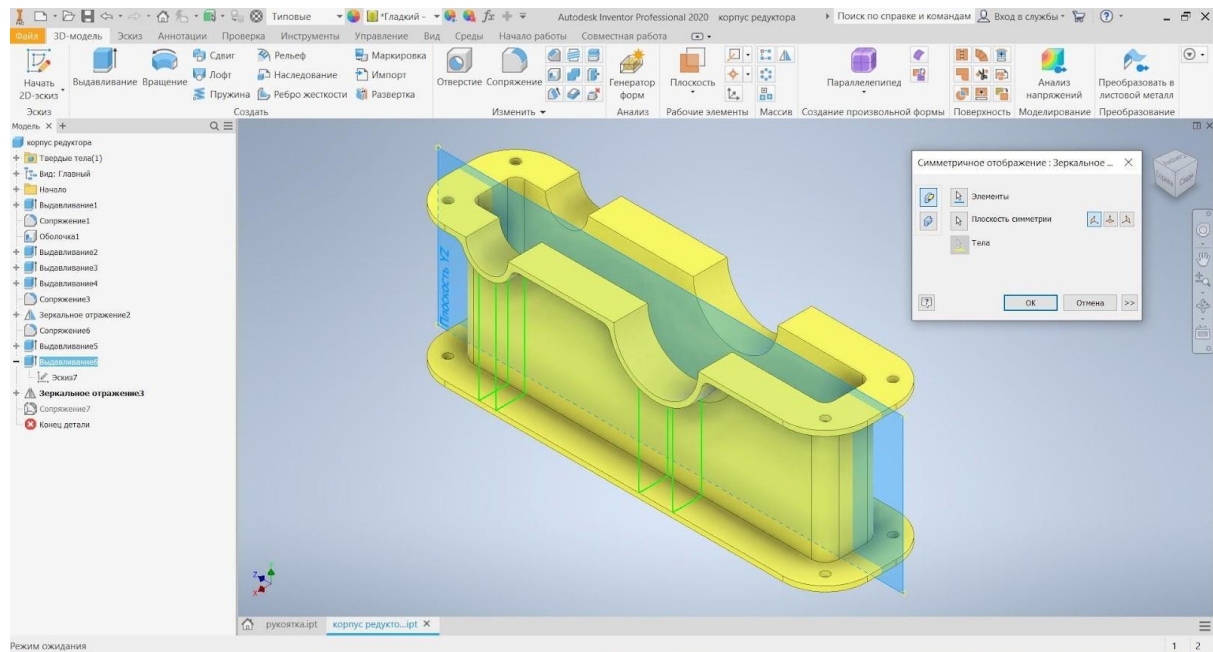 Типовые
*Гладкий -
fx
Autodesk Inventor Professional 2020 корпус редуктора
Поиск по справке и командам
Вход в службы
Файл 3D-модель Эскиз Аннотации Проверка Инструменты Управление Вид Среды Начало работы Совместная работа
Начать 2D-эскиз
Выдавливание Вращение
Сдвиг
Лофт
Пружина
Рельеф
Наследование
Ребро жесткости
Маркировка
Импорт
Развертка
Отверстие Сопряжение
Генератор форм
Плоскость
Параллелепипед
Анализ напряжений
Преобразовать в листовой металл
Эскиз Создать Изменить Анализ Рабочие элементы Массив Создание произвольной формы Поверхность Моделирование Преобразование
Модель × +
корпус редуктора
Твердые тела(1)
Вид: Главный
Начало
Выдавливание1
Сопряжение1
Оболочка1
Выдавливание2
Выдавливание3
Выдавливание4
Сопряжение3
Зеркальное отражение2
Сопряжение6
Выдавливание5
Выдавливание6
Эскиз7
Зеркальное отражение3
Сопряжение7
Конец детали
Плоскость YZ
Симметричное отображение : Зеркальное ...
Элементы
Плоскость симметрии
Тела
ОК Отмена >>
Z Y X
рукоятка.ipt корпус редукто...ipt ×
Режим ожидания
1 2